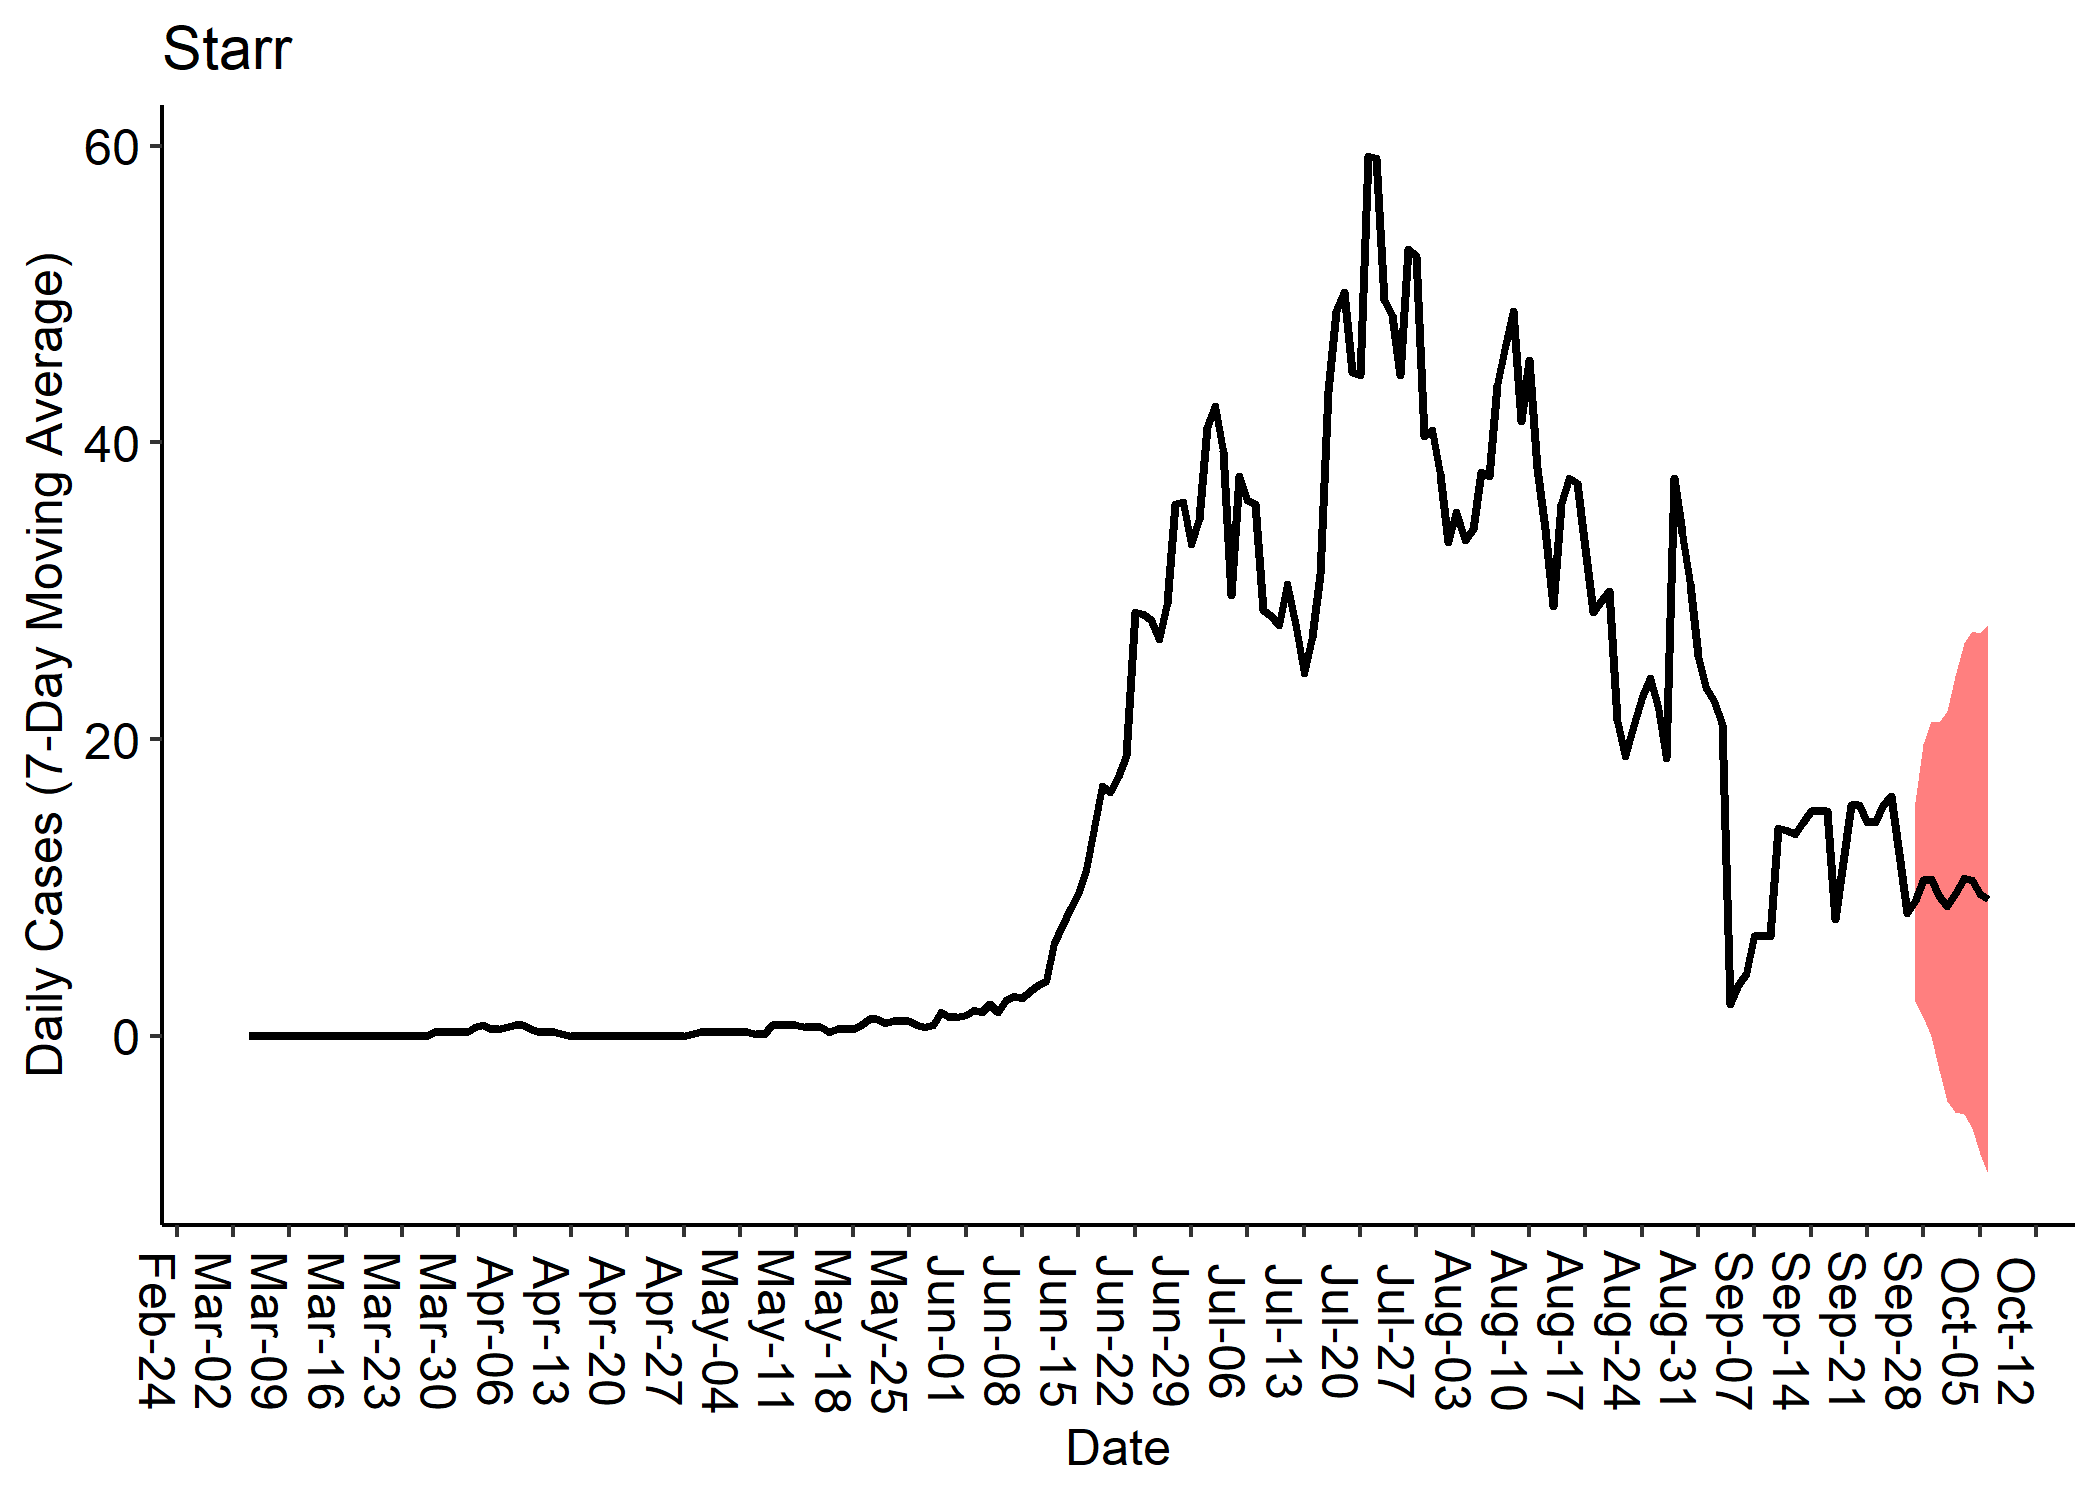 Starr
Daily Cases (7-Day Moving Average)
60
40
20
0
Feb-24
Mar-02
Mar-09
Mar-16
Mar-23
Mar-30
Apr-06
Apr-13
Apr-20
Apr-27
May-04
May-11
May-18
May-25
Jun-01
Jun-08
Jun-15
Jun-22
Jun-29
Jul-06
Jul-13
Jul-20
Jul-27
Aug-03
Aug-10
Aug-17
Aug-24
Aug-31
Sep-07
Sep-14
Sep-21
Sep-28
Oct-05
Oct-12
Date